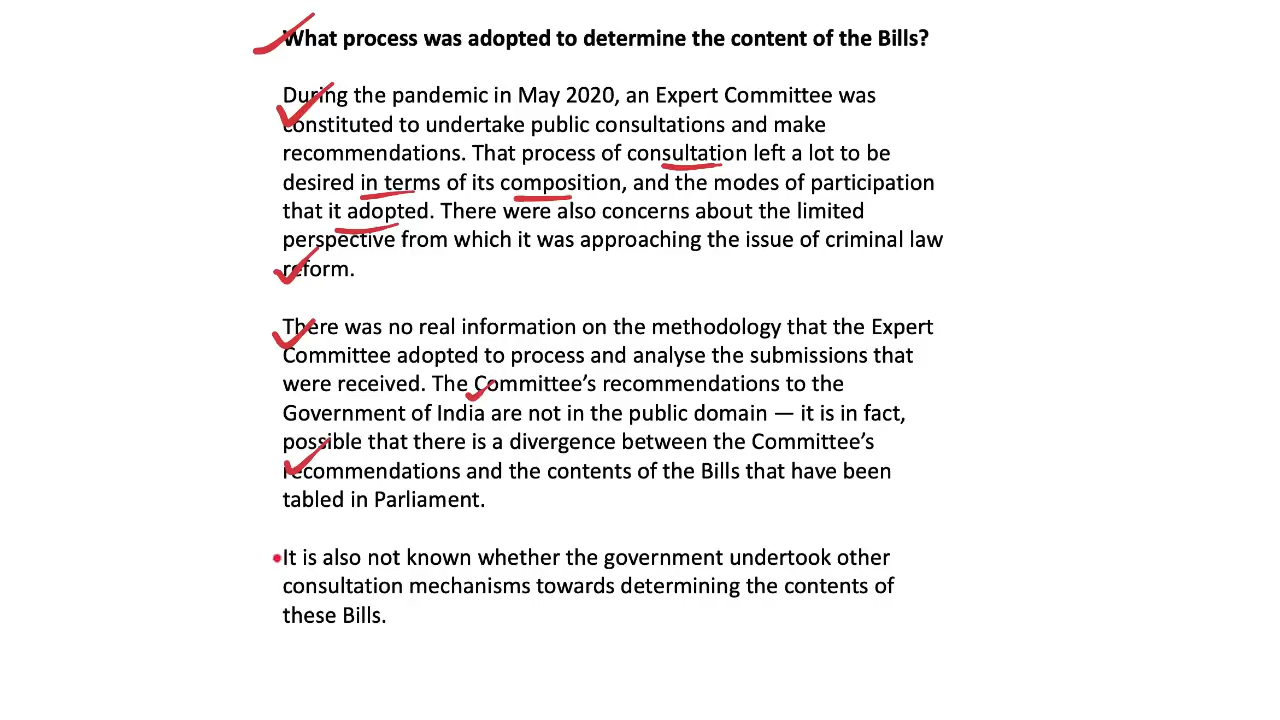 What process was adopted to determine the content of the Bills?
During the pandemic in May 2020, an Expert Committee was
constituted to undertake public consultations and make
recommendations. That process of consultation left a lot to be
desired in terms of its composition, and the modes of participation
that it adopted. There were also concerns about the limited
perspective from which it was approaching the issue of criminal law
reform.
There was no real information on the methodology that the Expert
Committee adopted to process and analyse the submissions that
were received. The Committee’s recommendations to the
Government of India are not in the public domain — it is in fact,
possible that there is a divergence between the Committee’s
recommendations and the contents of the Bills that have been
tabled in Parliament.
It is also not known whether the government undertook other
consultation mechanisms towards determining the contents of
these Bills.